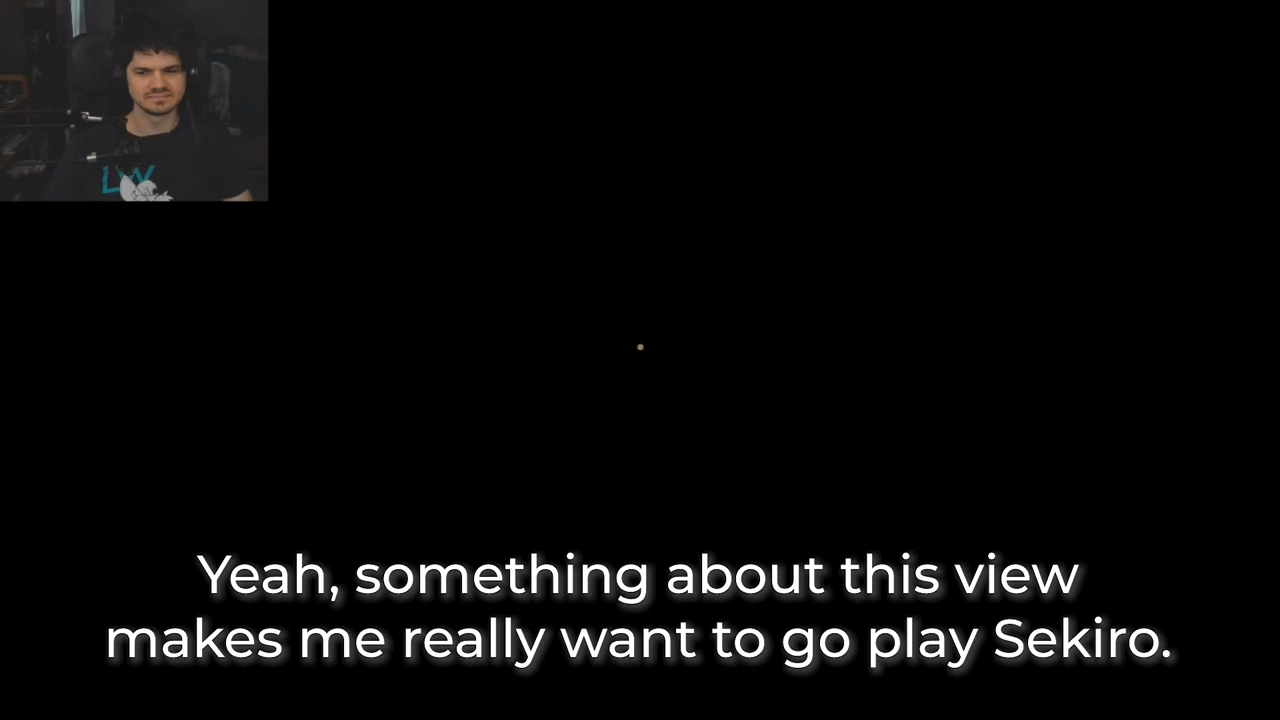 Yeah, something about this view
makes me really want to go play Sekiro.